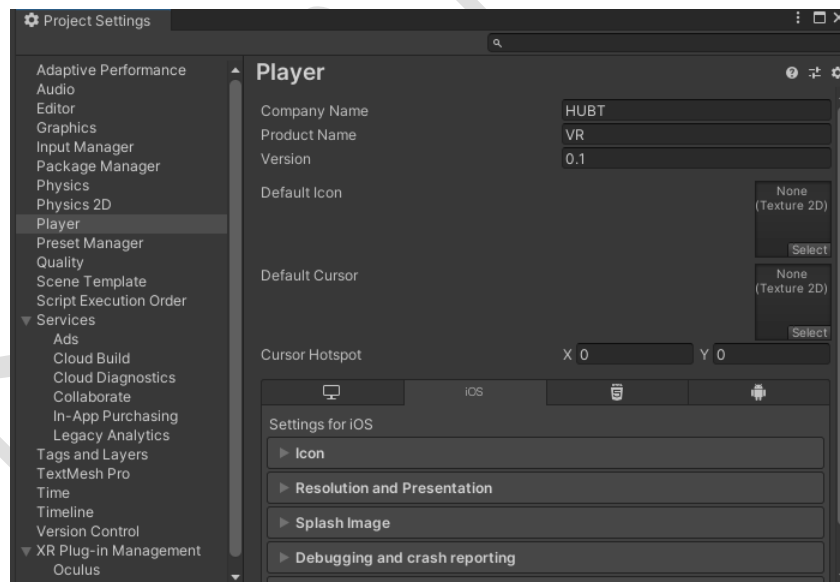 Project Settings
Adaptive Performance
Audio
Editor
Graphics
Input Manager
Package Manager
Physics
Physics 2D
Player
Preset Manager
Quality
Scene Template
Script Execution Order
Services
Ads
Cloud Build
Cloud Diagnostics
Collaborate
In-App Purchasing
Legacy Analytics
Tags and Layers
TextMesh Pro
Time
Timeline
Version Control
XR Plug-in Management
Oculus
Player
Company Name HUBT
Product Name VR
Version 0.1
Default Icon
None
(Texture 2D)
Select
Default Cursor
None
(Texture 2D)
Select
Cursor Hotspot X 0 Y 0
iOS
Settings for iOS
Icon
Resolution and Presentation
Splash Image
Debugging and crash reporting